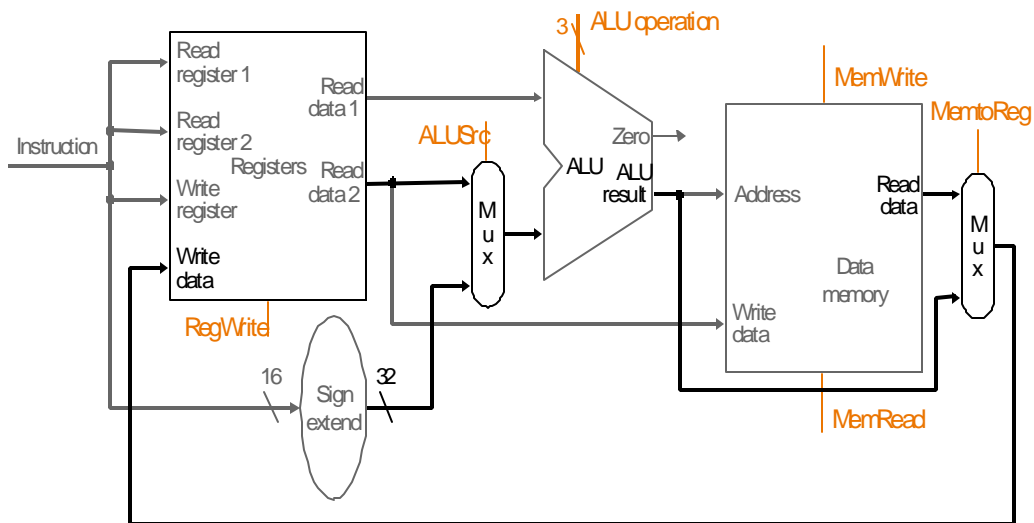 3
ALU operation
Read
register 1
Read
data 1
MemWrite
MemtoReg
Instruction
Read
register 2
Registers
Read
data 2
ALUSrc
Zero
ALU
ALU
result
Write
register
M
u
x
Address
Read
data
M
u
x
Write
data
Data
memory
RegWrite
Write
data
16
Sign
extend
32
MemRead